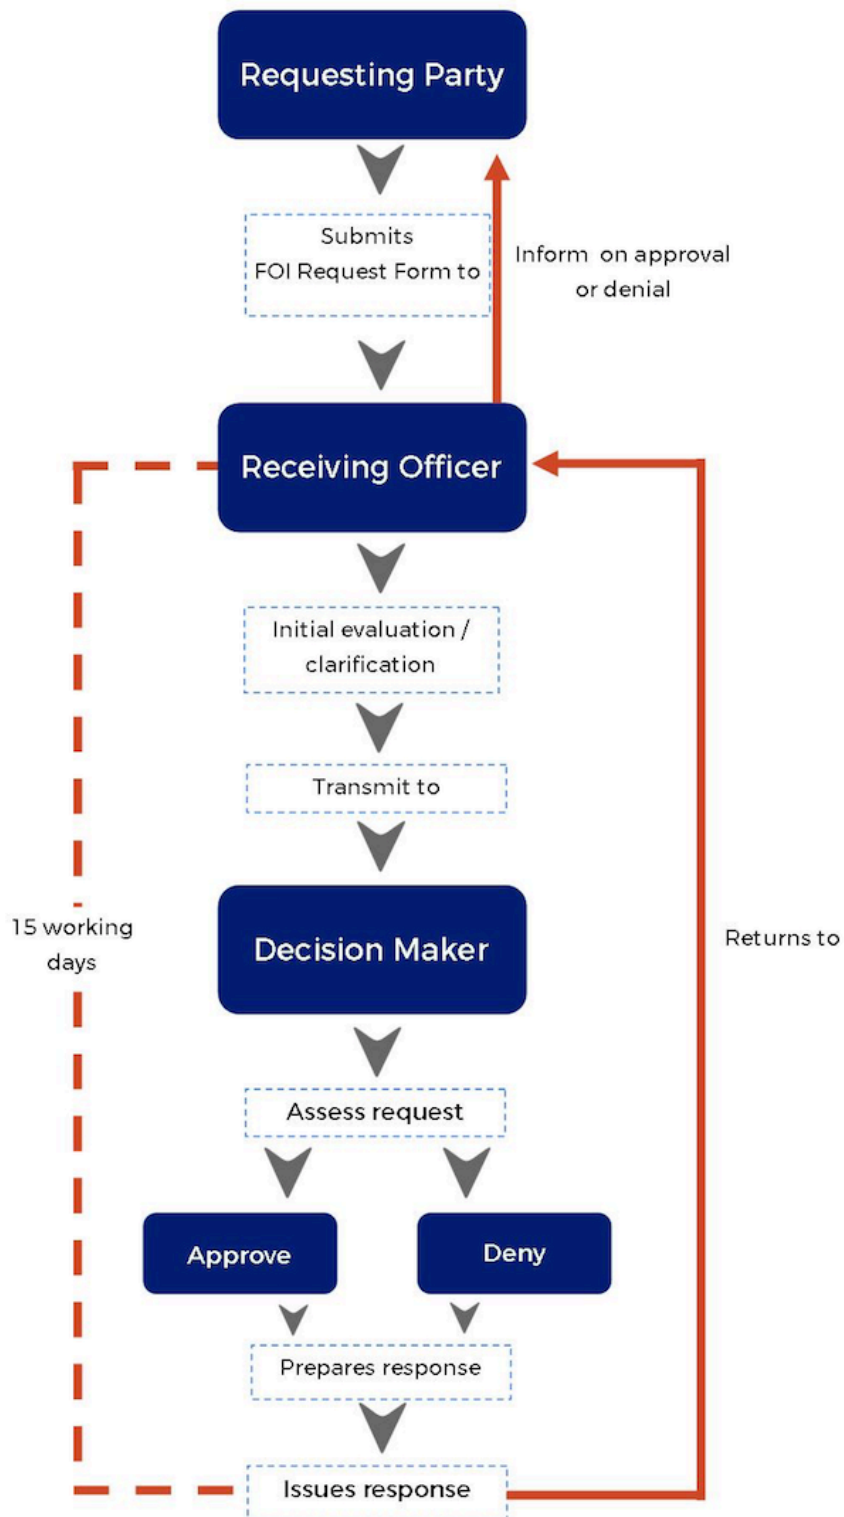 Requesting Party
Submits
FOI Request Form to
Inform on approval
or denial
Receiving Officer
Initial evaluation /
clarification
Transmit to
15 working
days
Decision Maker
Returns to
Assess request
Approve
Deny
Prepares response
Issues response